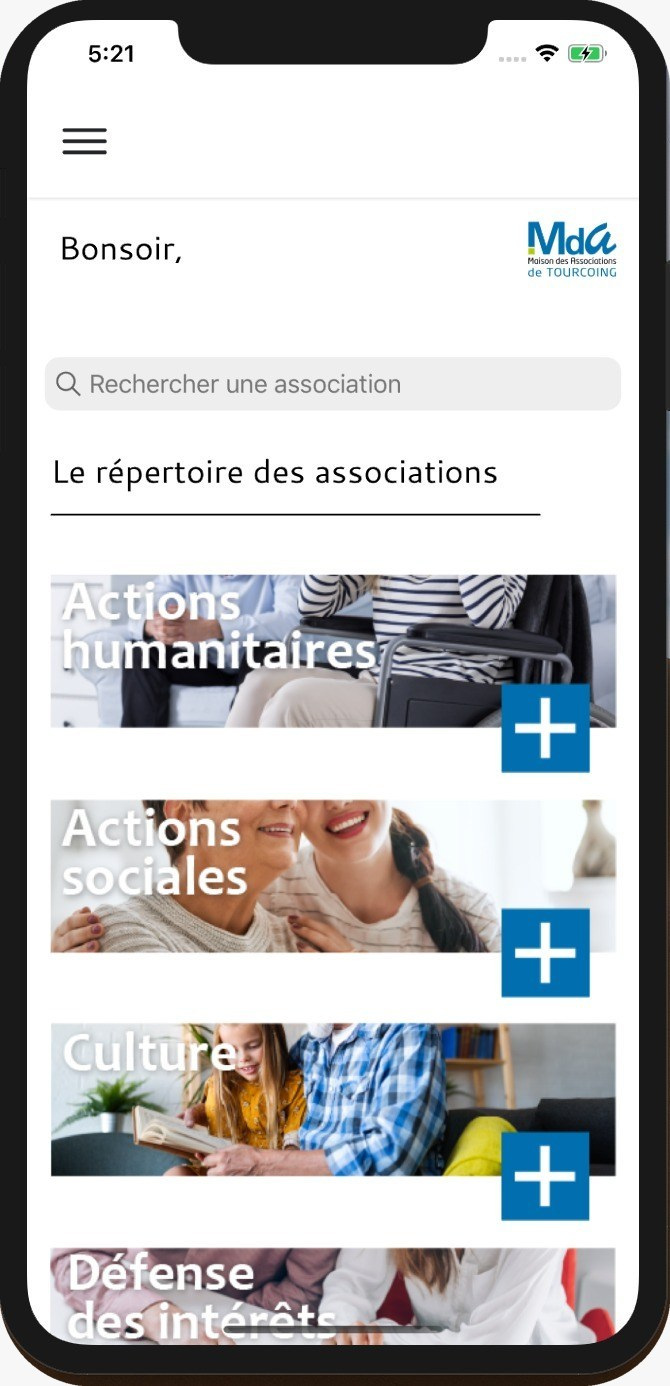 5:21
Bonsoir,
Mda
Maison des Associations
de TOURCOING
Rechercher une association
Le répertoire des associations
Actions
humanitaires
Actions
sociales
Culture
Défense
des intérêts